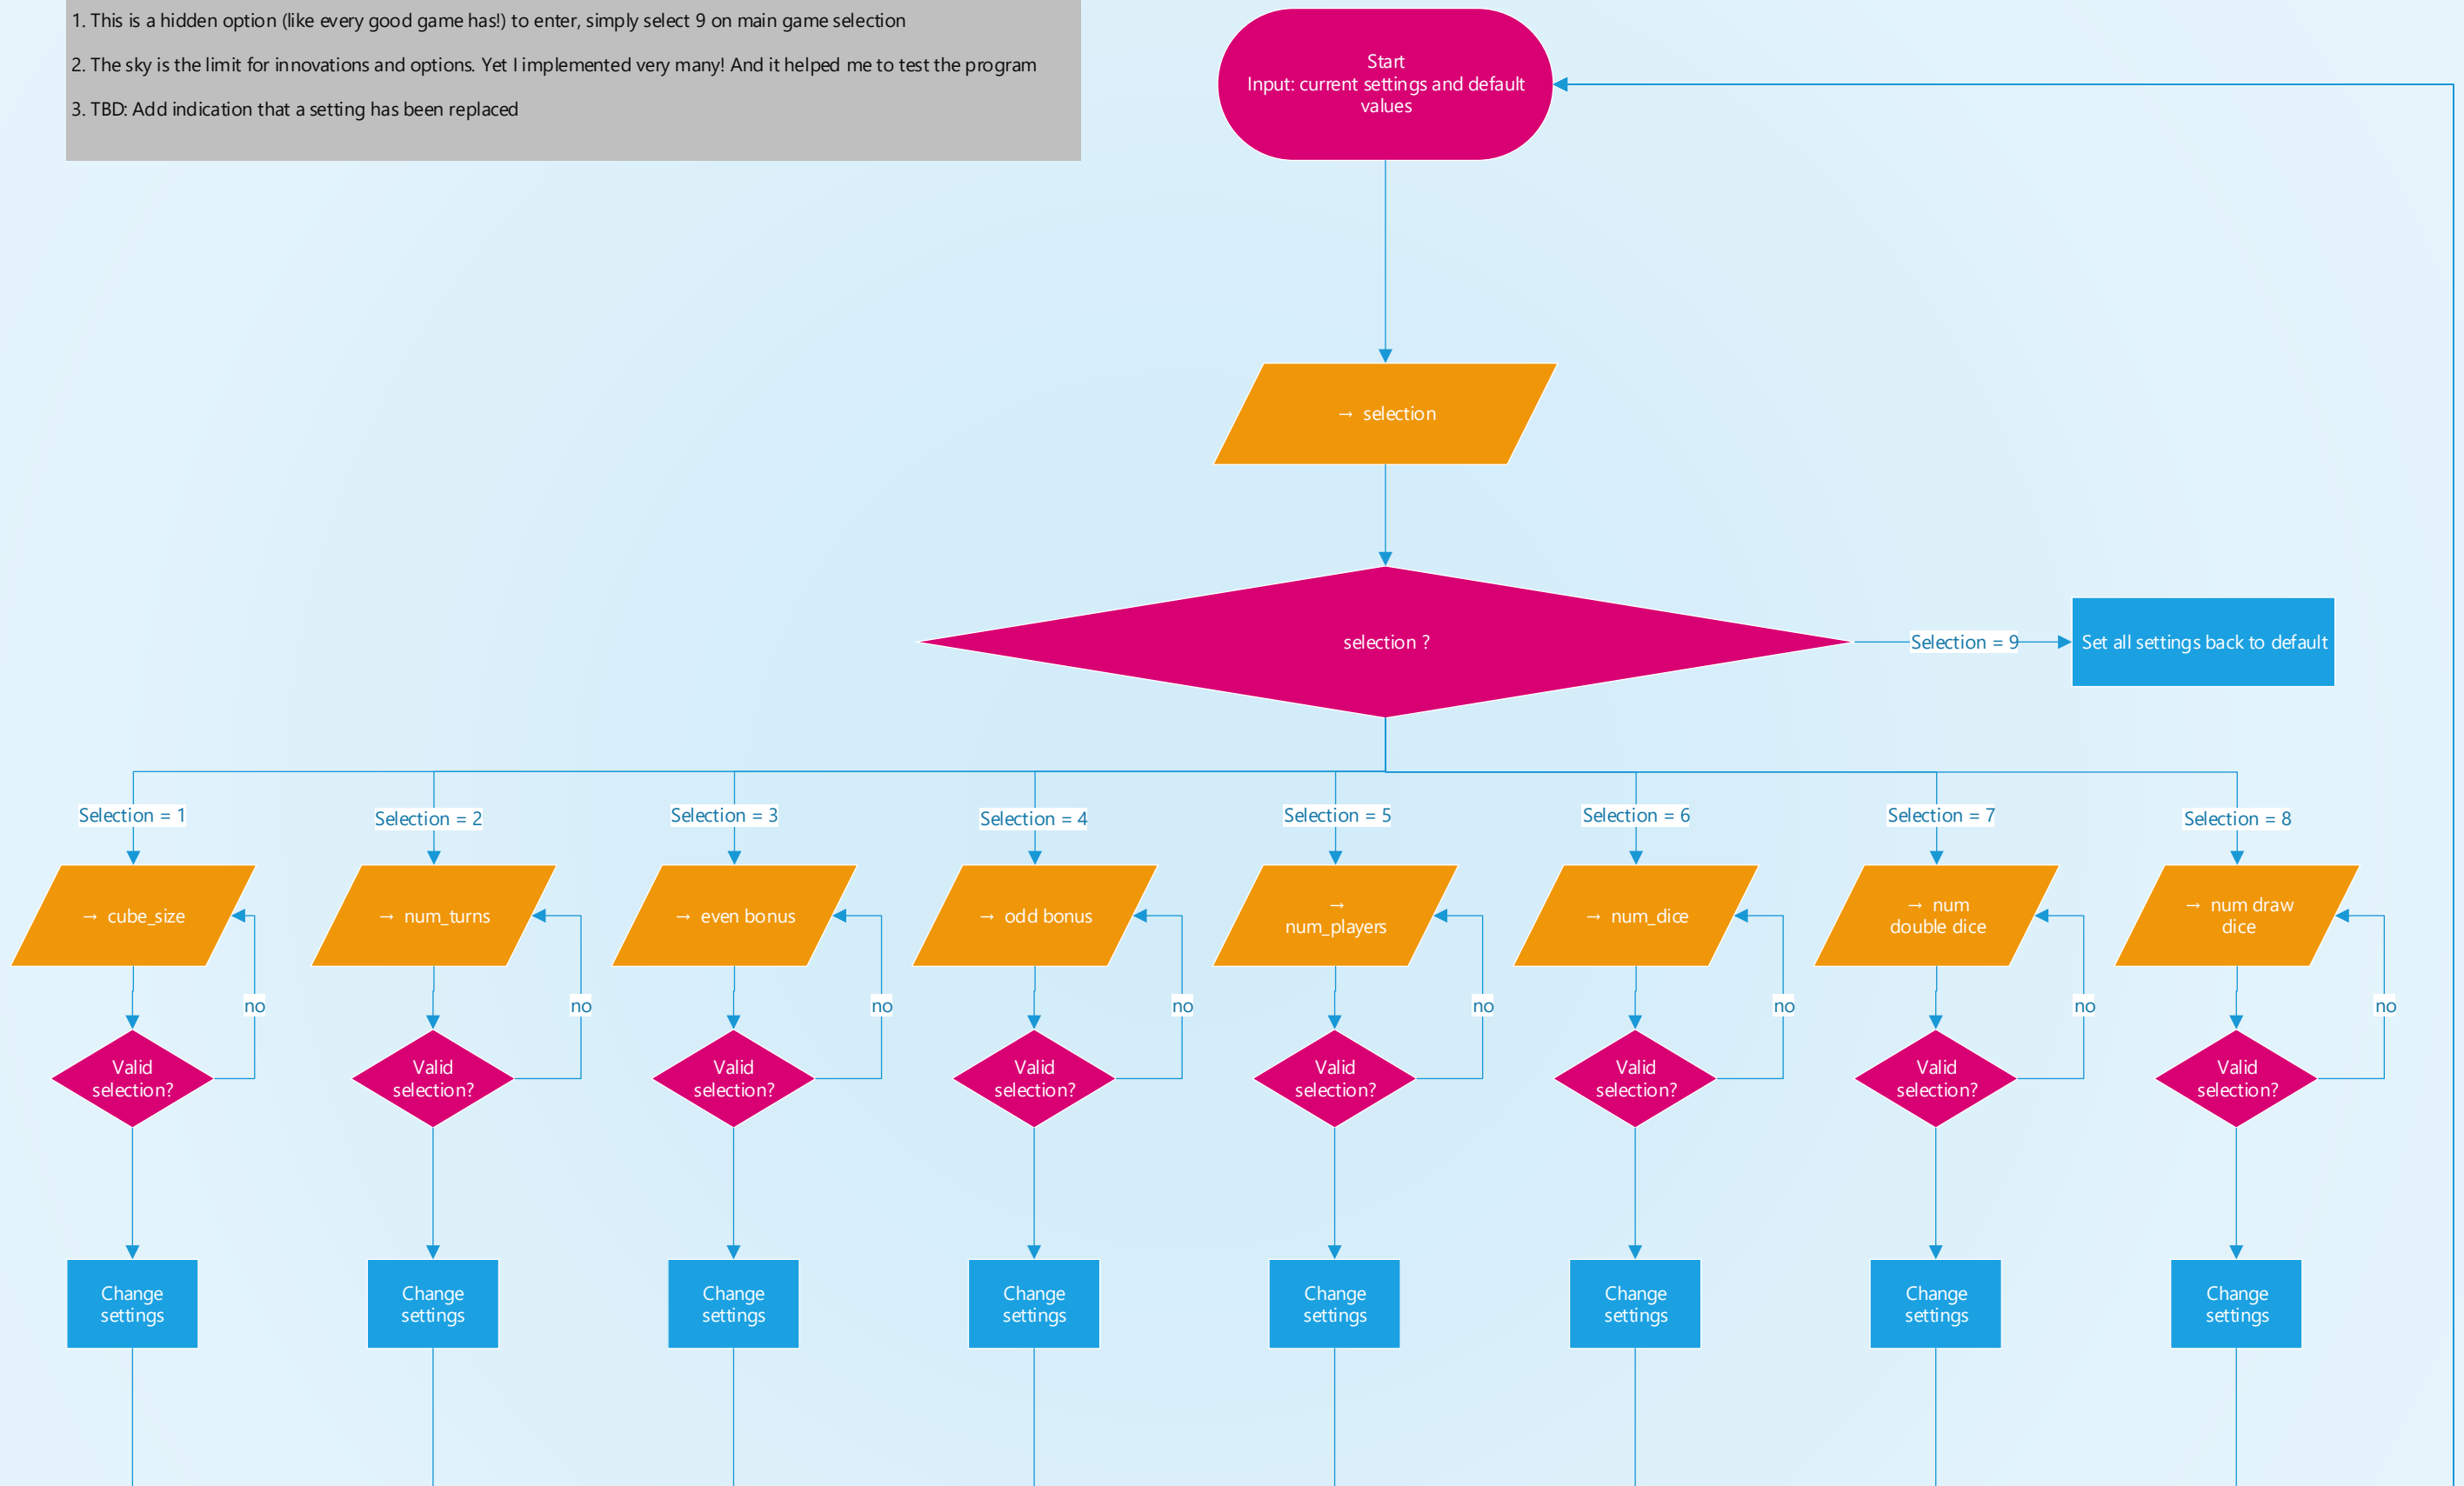 1. This is a hidden option (like every good game has!) to enter, simply select 9 on main game selection
2. The sky is the limit for innovations and options. Yet I implemented very many! And it helped me to test the program
3. TBD: Add indication that a setting has been replaced
Start
Input: current settings and default
values
→ selection
selection ?
Selection = 9
Set all settings back to default
Selection = 1
Selection = 2
Selection = 3
Selection = 4
Selection = 5
Selection = 6
Selection = 7
Selection = 8
→ cube_size
→ num_turns
→ even bonus
→ odd bonus
→
num_players
→ num_dice
→ num
double dice
→ num draw
dice
no
no
no
no
no
no
no
no
Valid
selection?
Valid
selection?
Valid
selection?
Valid
selection?
Valid
selection?
Valid
selection?
Valid
selection?
Valid
selection?
Change
settings
Change
settings
Change
settings
Change
settings
Change
settings
Change
settings
Change
settings
Change
settings